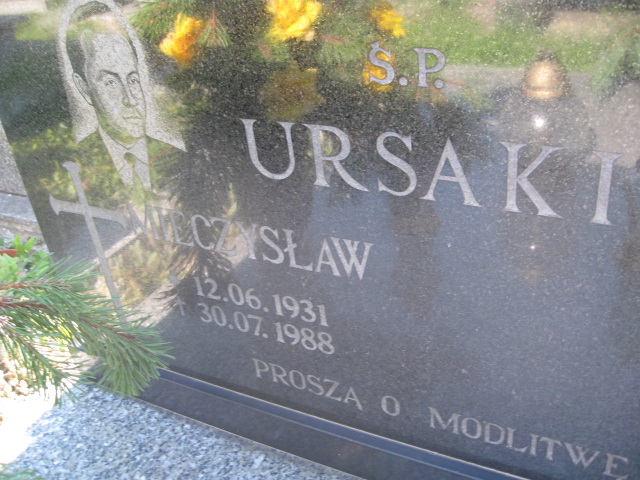 Ś.P.
URSAKI
MIECZYSŁAW
12.06.1931
† 30.07.1988
PROSZĄ O MODLITWĘ